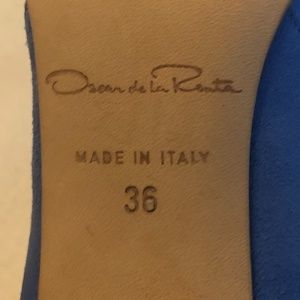 Oscar de la Renta
MADE IN ITALY
36